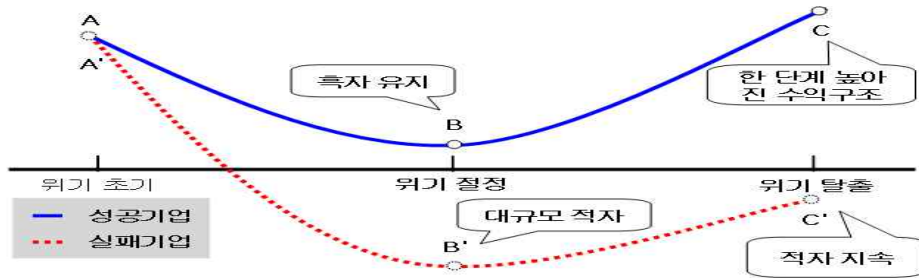 A
A'
흑자 유지
B
C
한 단계 높아
진 수익구조
위기 초기
위기 절정
위기 탈출
성공기업
실패기업
대규모 적자
B'
C'
적자 지속